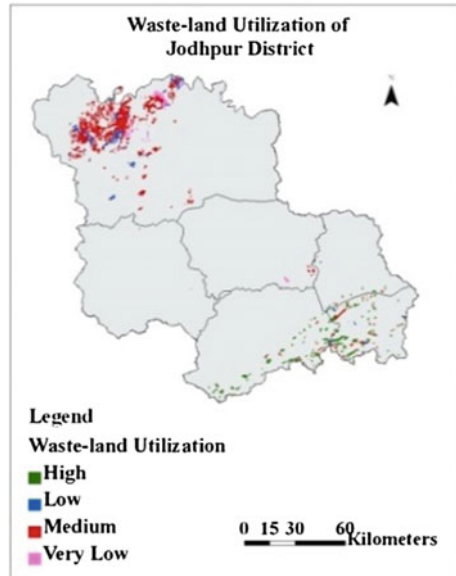 Waste-land Utilization of
Jodhpur District
Legend
Waste-land Utilization
High
Low
Medium
Very Low
0 15 30 60
Kilometers